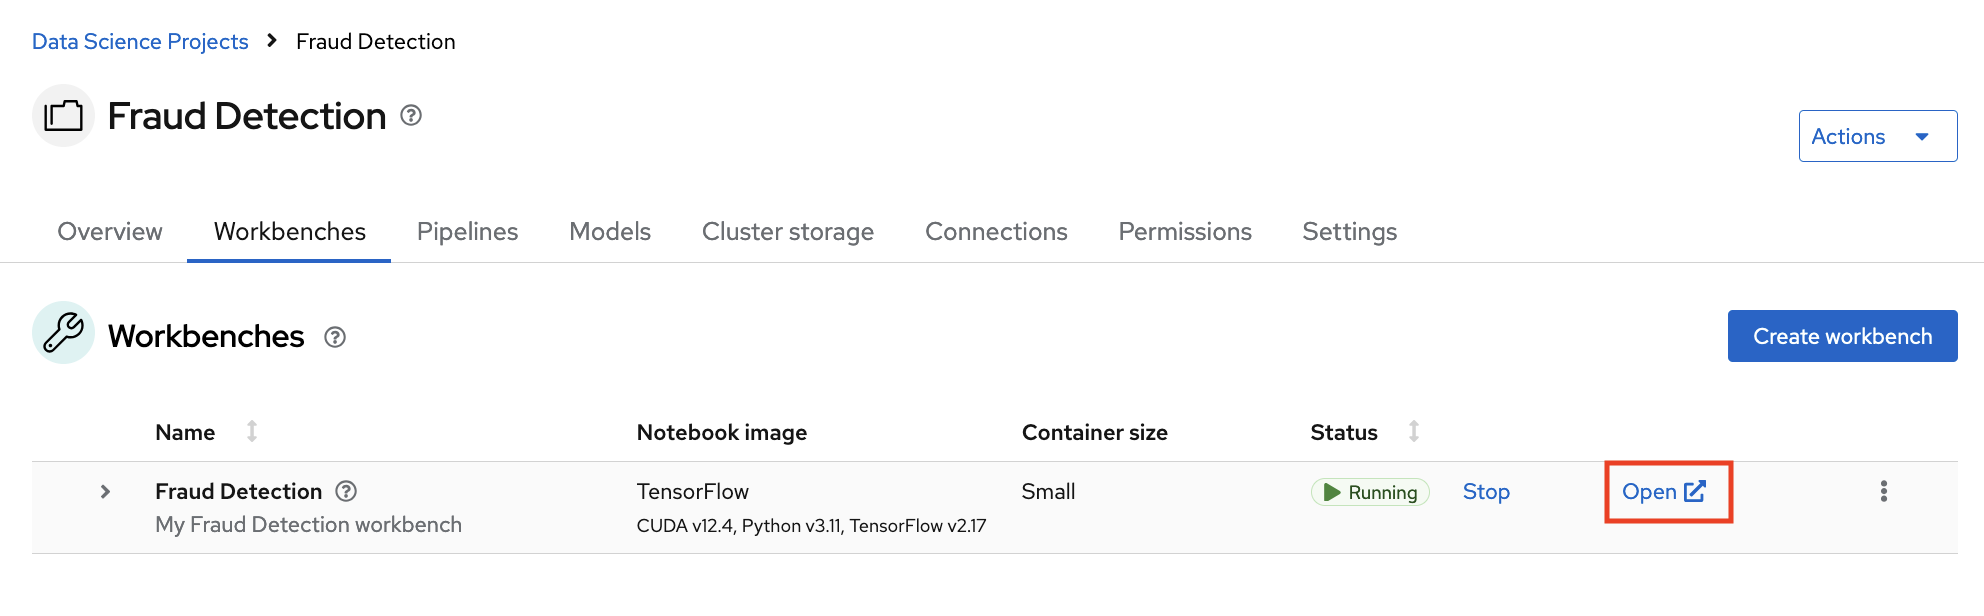 Data Science Projects > Fraud Detection
Fraud Detection
Actions
Overview Workbenches Pipelines Models Cluster storage Connections Permissions Settings
Workbenches
Create workbench
Name Notebook image Container size Status
Fraud Detection TensorFlow Small Running Stop Open
My Fraud Detection workbench CUDA v12.4, Python v3.11, TensorFlow v2.17